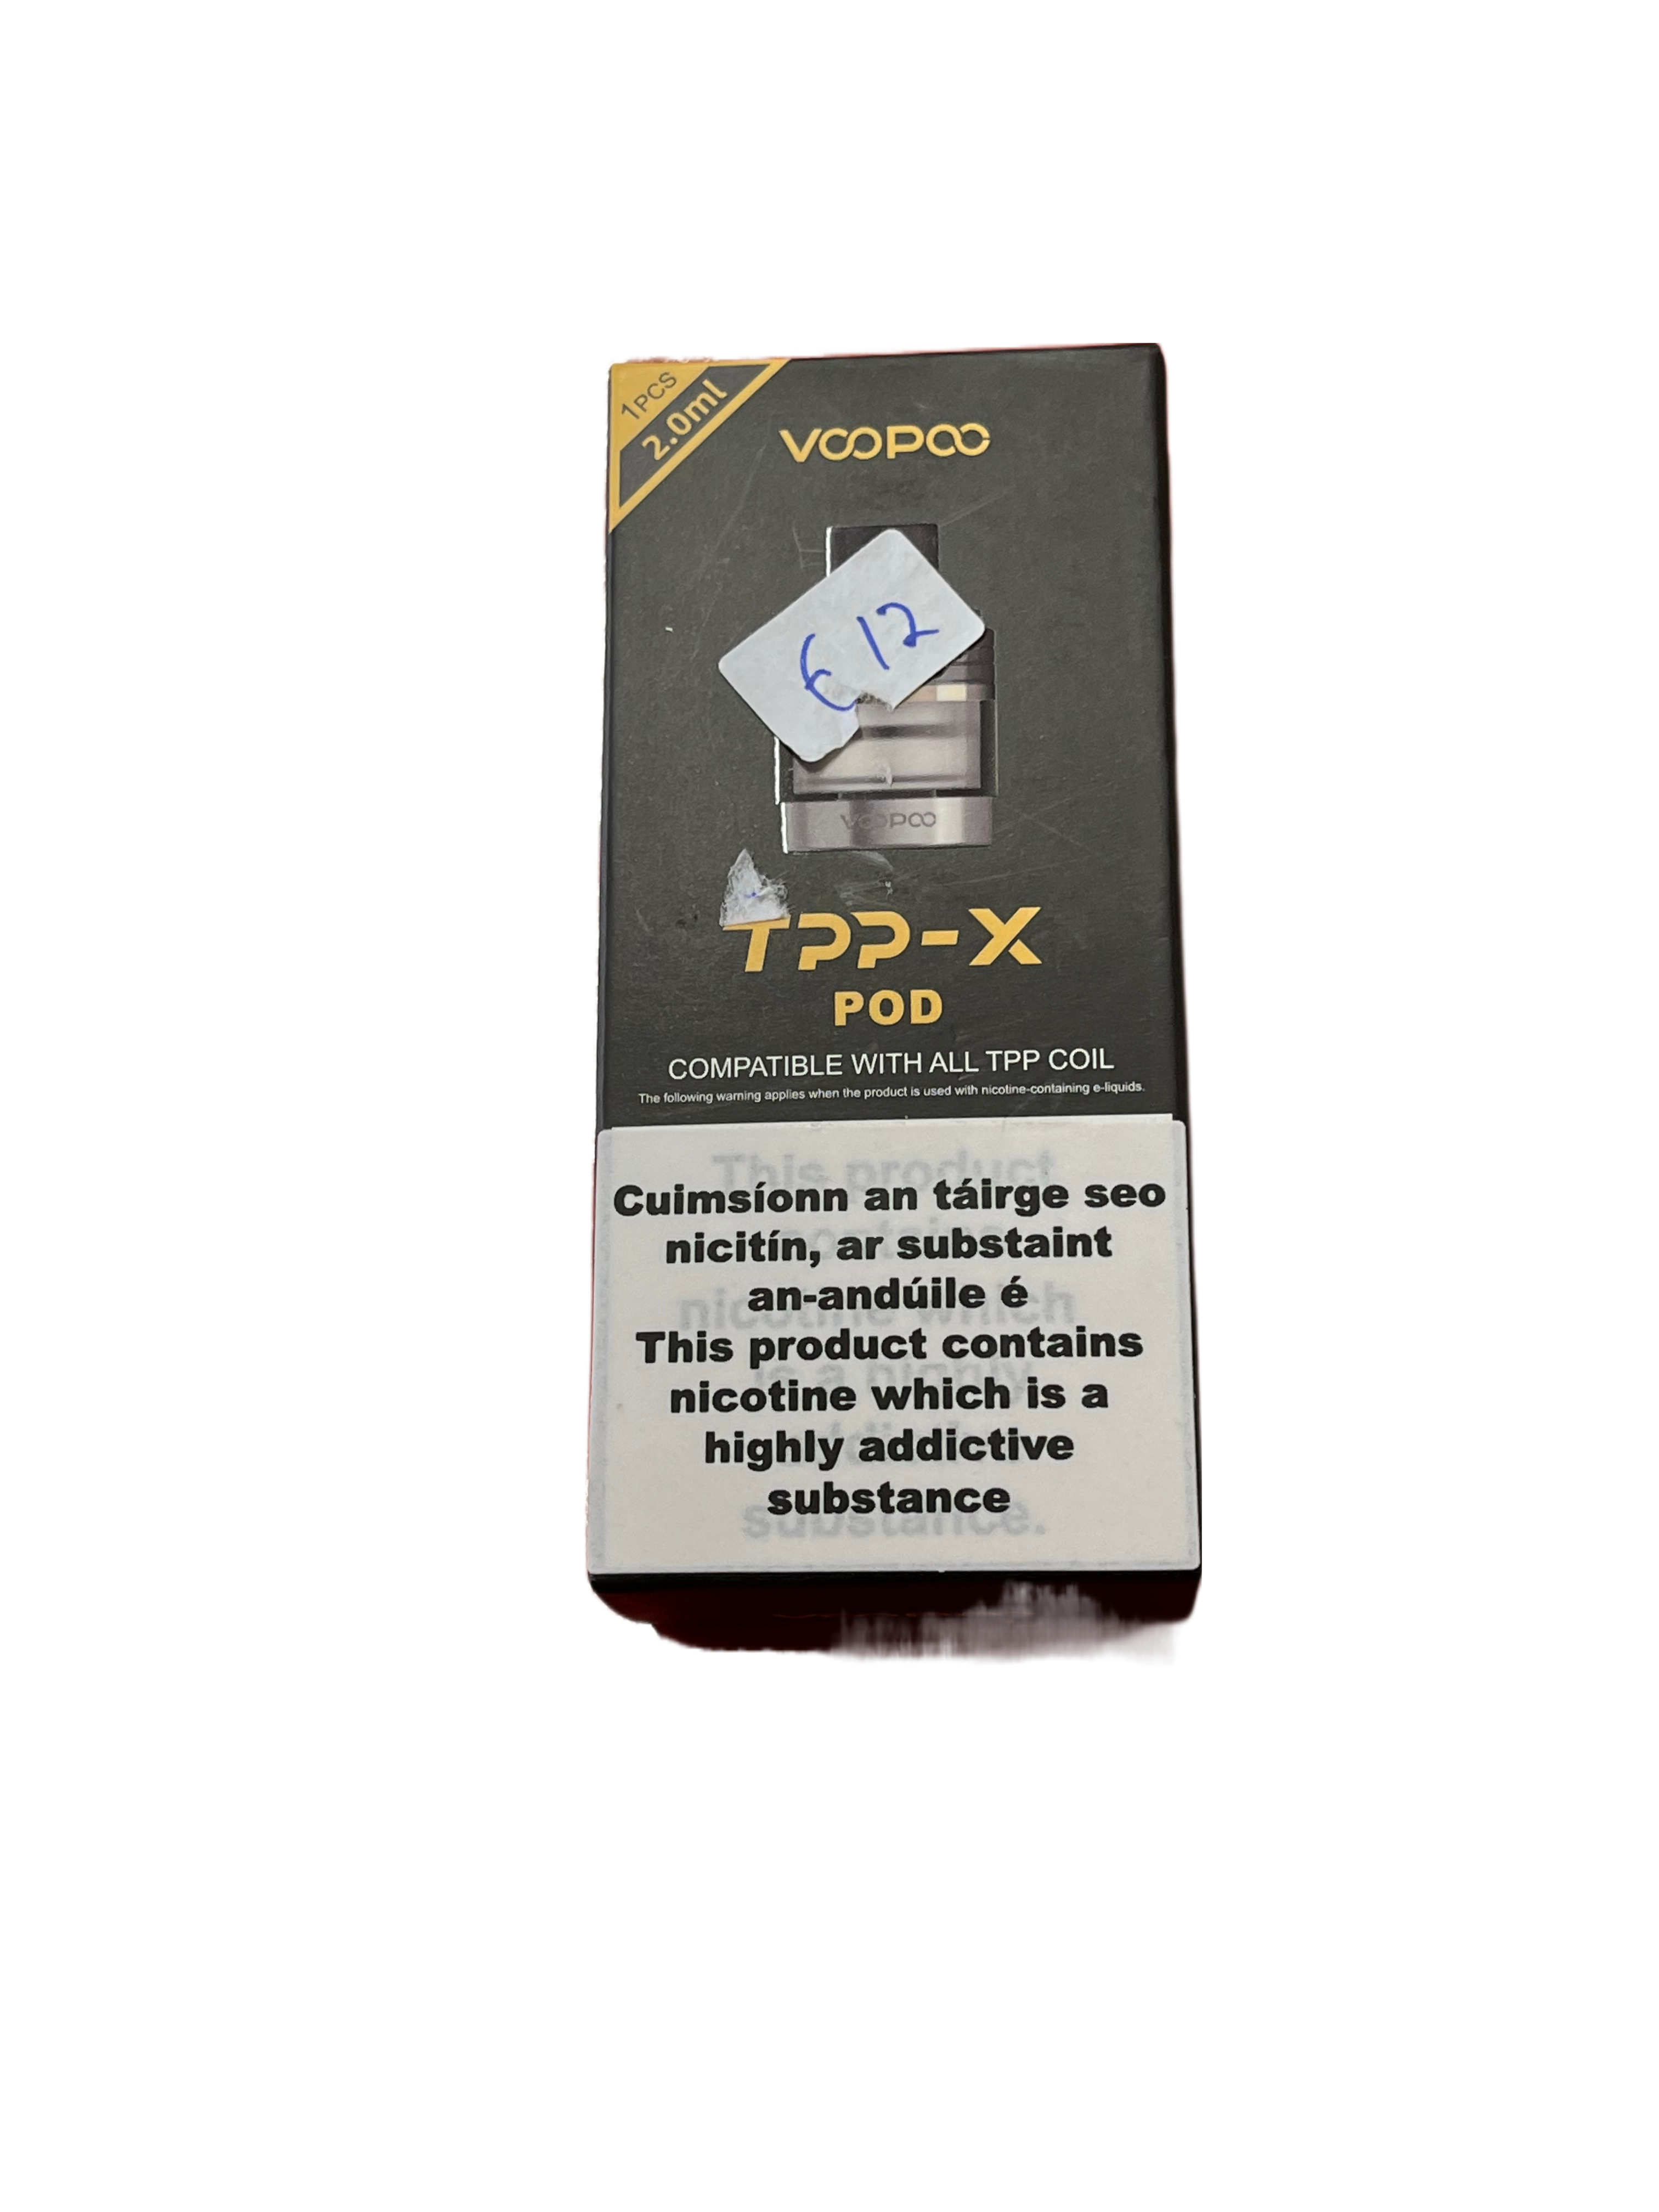 1PCS
2.0ml
VOOPOO
€12
VOOPOO
TPP-X
POD
COMPATIBLE WITH ALL TPP COIL
The following warning applies when the product is used with nicotine-containing e-liquids.
Cuimsíonn an táirge seo
nicitín, ar substaint
an-andúile é
This product contains
nicotine which is a
highly addictive
substance